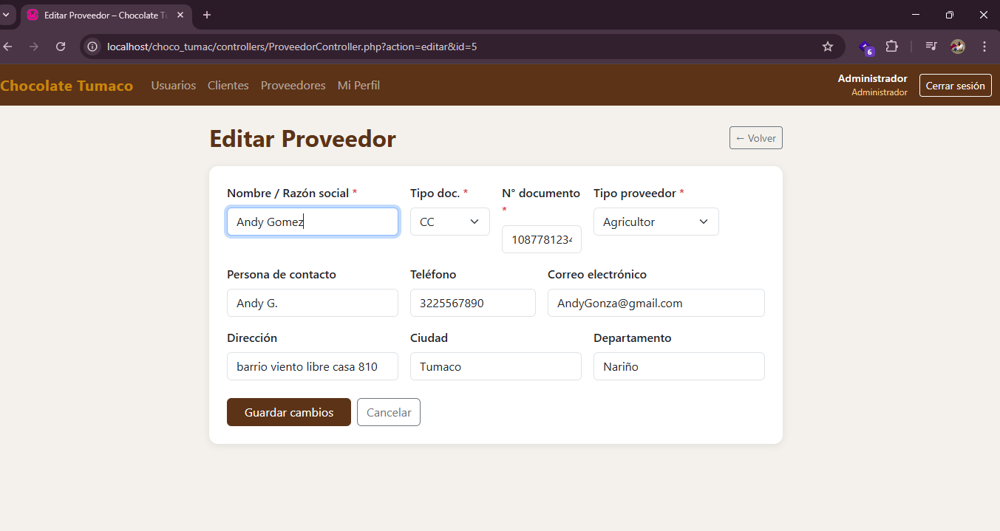 Editar Proveedor – Chocolate Tu
localhost/choco_tumac/controllers/ProveedorController.php?action=editar&id=5
6
Chocolate Tumaco Usuarios Clientes Proveedores Mi Perfil
Administrador
Administrador
Cerrar sesión
Editar Proveedor
← Volver
Nombre / Razón social * Tipo doc. * N° documento * Tipo proveedor *
Andy Gomez CC 1087781234 Agricultor
Persona de contacto Teléfono Correo electrónico
Andy G. 3225567890 AndyGonza@gmail.com
Dirección Ciudad Departamento
barrio viento libre casa 810 Tumaco Nariño
Guardar cambios Cancelar